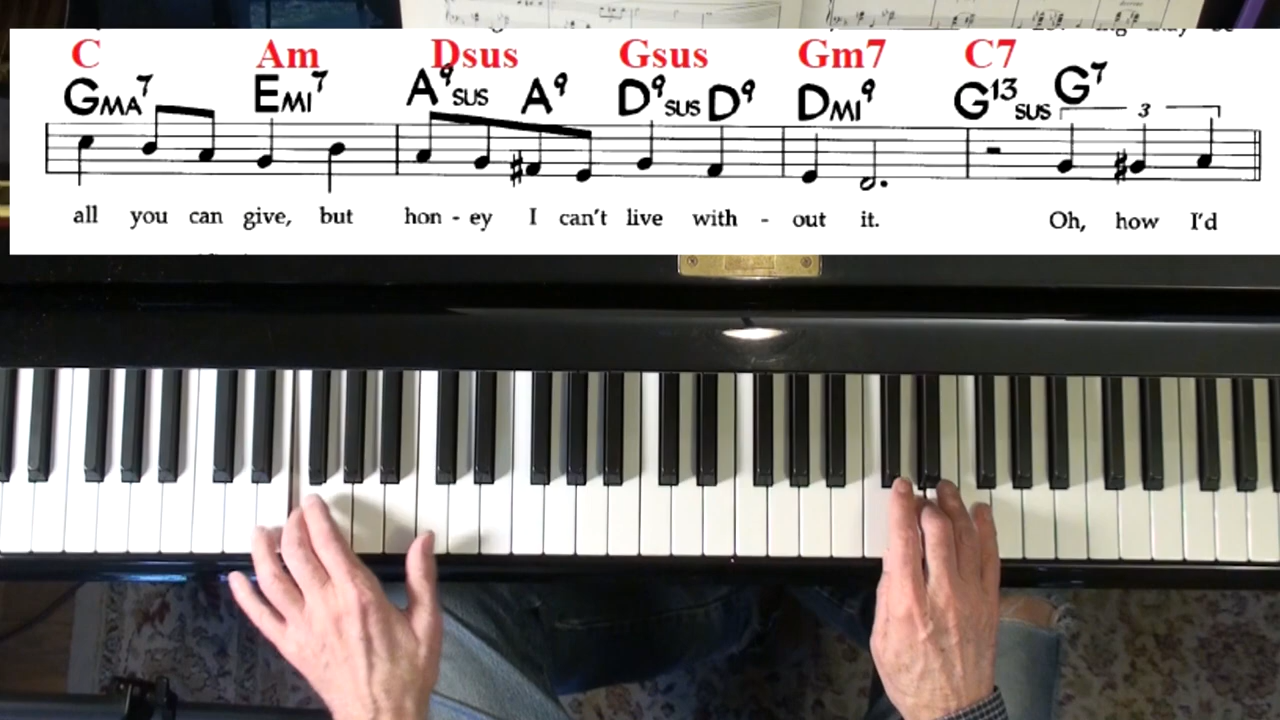 C Am Dsus Gsus Gm7 C7
GMA7 EMI7 A9SUS A9 D9SUS D9 DMI9 G13SUS G7
3
all you can give, but hon - ey I can't live with - out it. Oh, how I'd